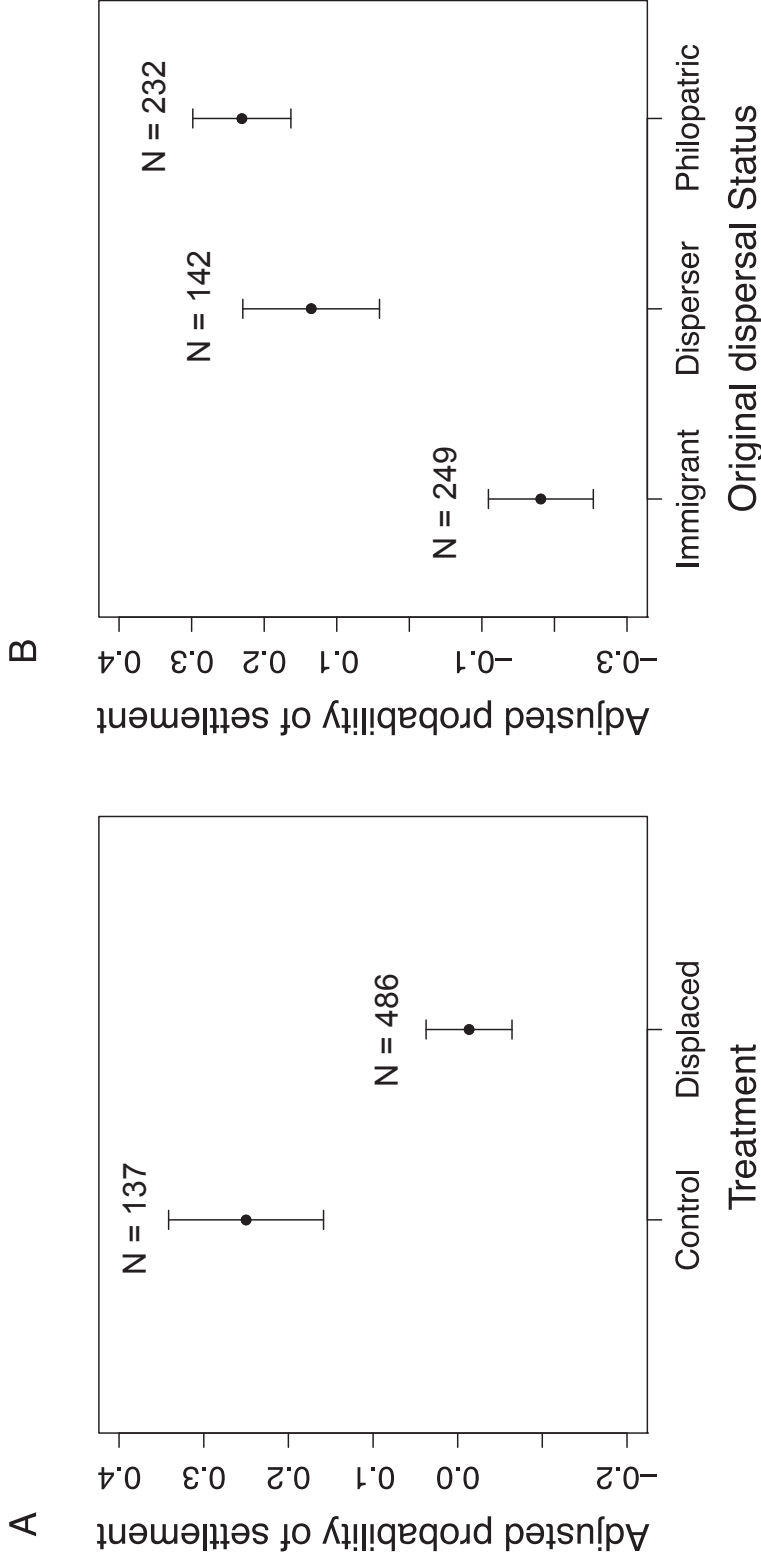 A
Adjusted probability of settlement
0.4
0.3
0.2
0.1
0.0
−0.2
N = 137
N = 486
Control
Displaced
Treatment
B
Adjusted probability of settlement
0.4
0.3
0.2
0.1
−0.1
−0.3
N = 249
N = 142
N = 232
Immigrant
Disperser
Philopatric
Original dispersal Status